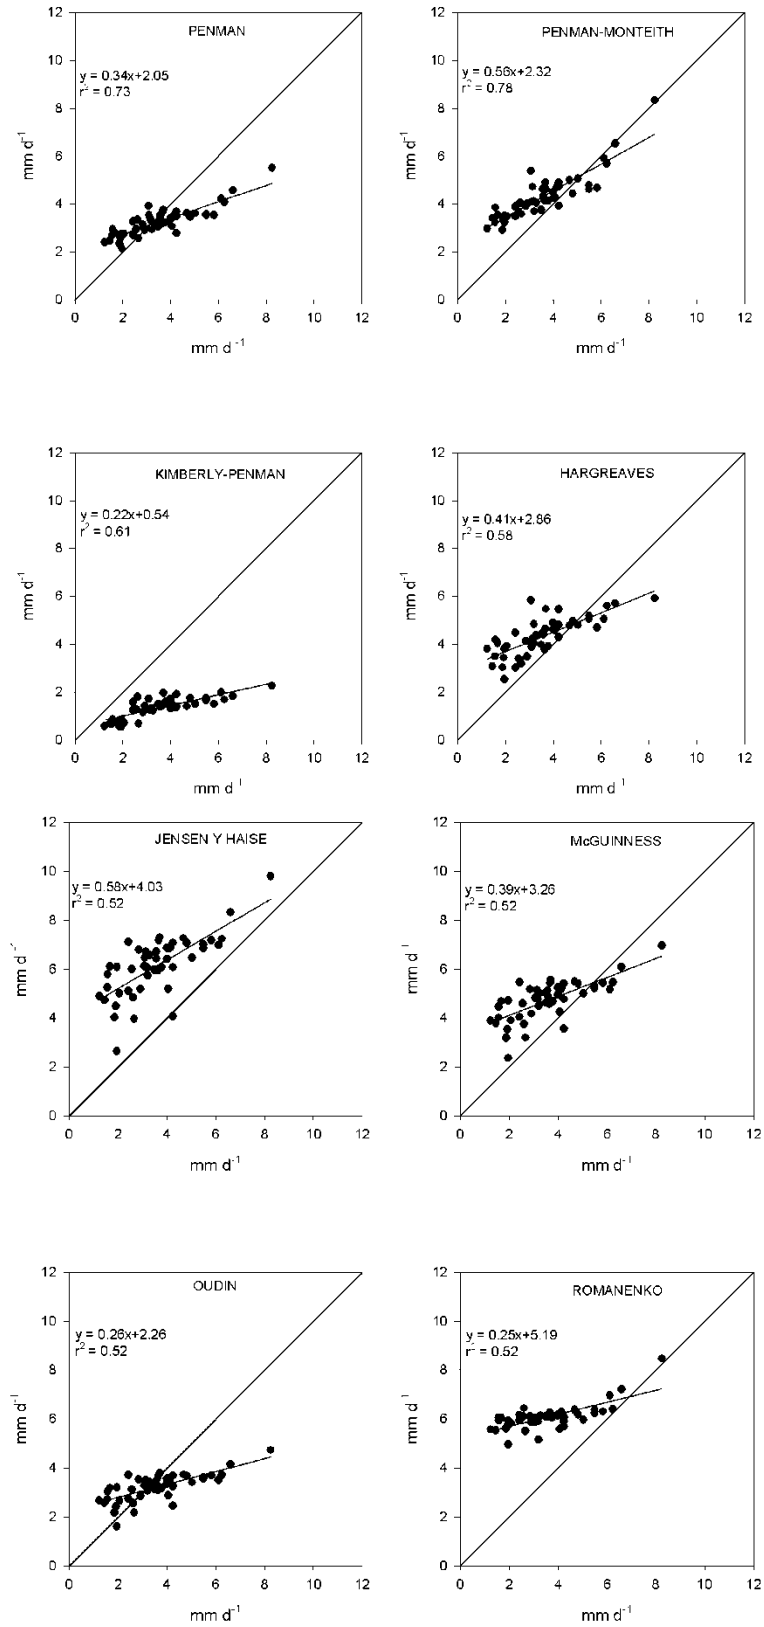 PENMAN
y = 0.34x+2.05
r² = 0.73
12
10
8
6
4
2
0
mm d⁻¹
0 2 4 6 8 10 12
mm d⁻¹
PENMAN-MONTEITH
y = 0.56x+2.32
r² = 0.78
12
10
8
6
4
2
0
mm d⁻¹
0 2 4 6 8 10 12
mm d⁻¹
KIMBERLY-PENMAN
y = 0.22x+0.54
r² = 0.61
12
10
8
6
4
2
0
mm d⁻¹
0 2 4 6 8 10 12
mm d⁻¹
HARGREAVES
y = 0.41x+2.86
r² = 0.58
12
10
8
6
4
2
0
mm d⁻¹
0 2 4 6 8 10 12
mm d⁻¹
JENSEN Y HAISE
y = 0.58x+4.03
r² = 0.52
12
10
8
6
4
2
0
mm d⁻¹
0 2 4 6 8 10 12
mm d⁻¹
McGUINNESS
y = 0.39x+3.26
r² = 0.52
12
10
8
6
4
2
0
mm d⁻¹
0 2 4 6 8 10 12
mm d⁻¹
OUDIN
y = 0.26x+2.26
r² = 0.52
12
10
8
6
4
2
0
mm d⁻¹
0 2 4 6 8 10 12
mm d⁻¹
ROMANENKO
y = 0.25x+5.19
r² = 0.52
12
10
8
6
4
2
0
mm d⁻¹
0 2 4 6 8 10 12
mm d⁻¹